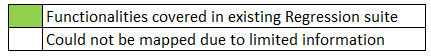 Functionalities covered in existing Regression suite
Could not be mapped due to limited information